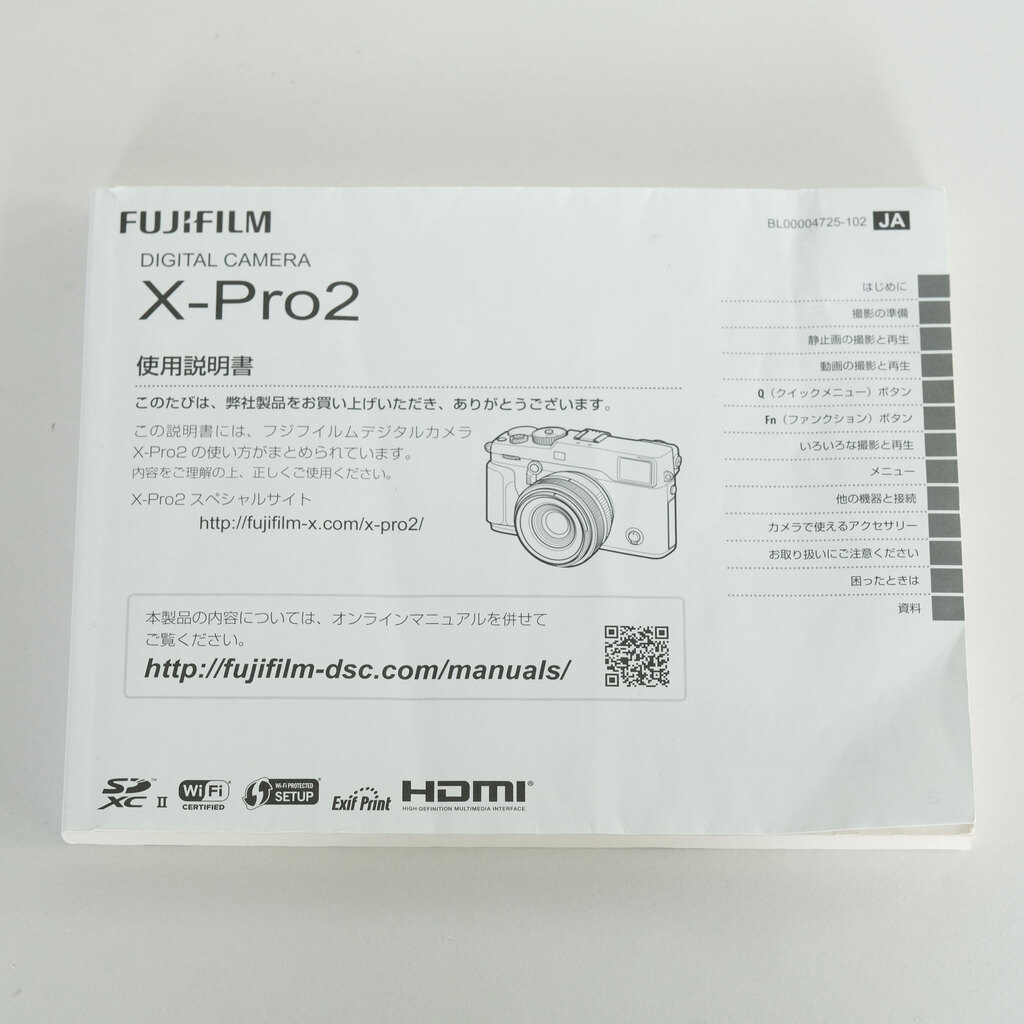 FUJIFILM
BL00004725-102 JA
DIGITAL CAMERA
X-Pro2
使用説明書
このたびは、弊社製品をお買い上げいただき、ありがとうございます。
この説明書には、フジフイルムデジタルカメラ
X-Pro2 の使い方がまとめられています。
内容をご理解の上、正しくご使用ください。
X-Pro2 スペシャルサイト
http://fujifilm-x.com/x-pro2/
本製品の内容については、オンラインマニュアルを併せて
ご覧ください。
http://fujifilm-dsc.com/manuals/
はじめに
撮影の準備
静止画の撮影と再生
動画の撮影と再生
Q（クイックメニュー）ボタン
Fn（ファンクション）ボタン
いろいろな撮影と再生
メニュー
他の機器と接続
カメラで使えるアクセサリー
お取り扱いにご注意ください
困ったときは
資料
SD XC II
Wi Fi CERTIFIED
WI-FI PROTECTED SETUP
Exif Print
HDMI
HIGH-DEFINITION MULTIMEDIA INTERFACE